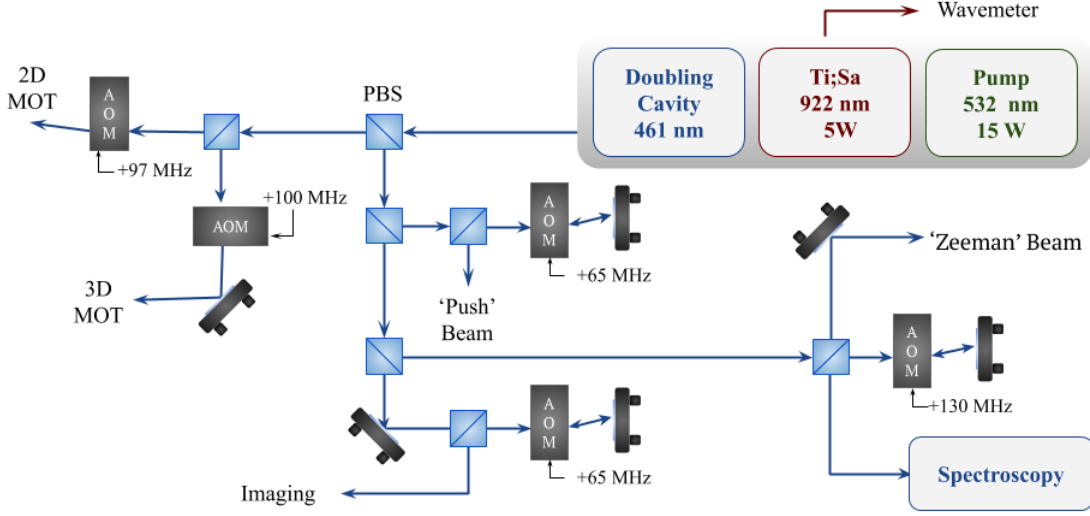 Wavemeter
Doubling
Cavity
461 nm
Ti;Sa
922 nm
5W
Pump
532 nm
15 W
2D
MOT
A
O
M
+97 MHz
PBS
+100 MHz
AOM
3D
MOT
A
O
M
+65 MHz
'Push'
Beam
'Zeeman' Beam
A
O
M
+130 MHz
A
O
M
+65 MHz
Imaging
Spectroscopy